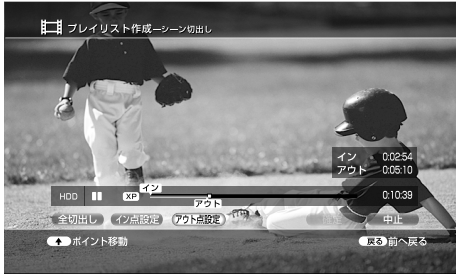 プレイリスト作成―シーン切出し
イン 0:02:54
アウト 0:05:10
HDD XP イン アウト 0:10:39
全切出し イン点設定 アウト点設定 中止
ポイント移動 戻る 前へ戻る